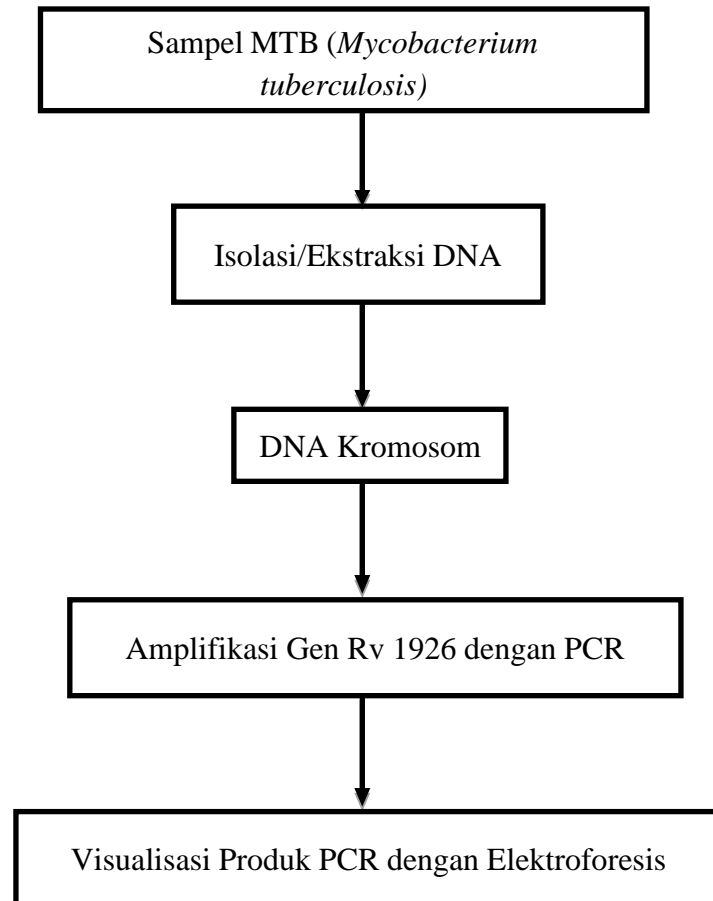 Sampel MTB (Mycobacterium
tuberculosis)
Isolasi/Ekstraksi DNA
DNA Kromosom
Amplifikasi Gen Rv 1926 dengan PCR
Visualisasi Produk PCR dengan Elektroforesis